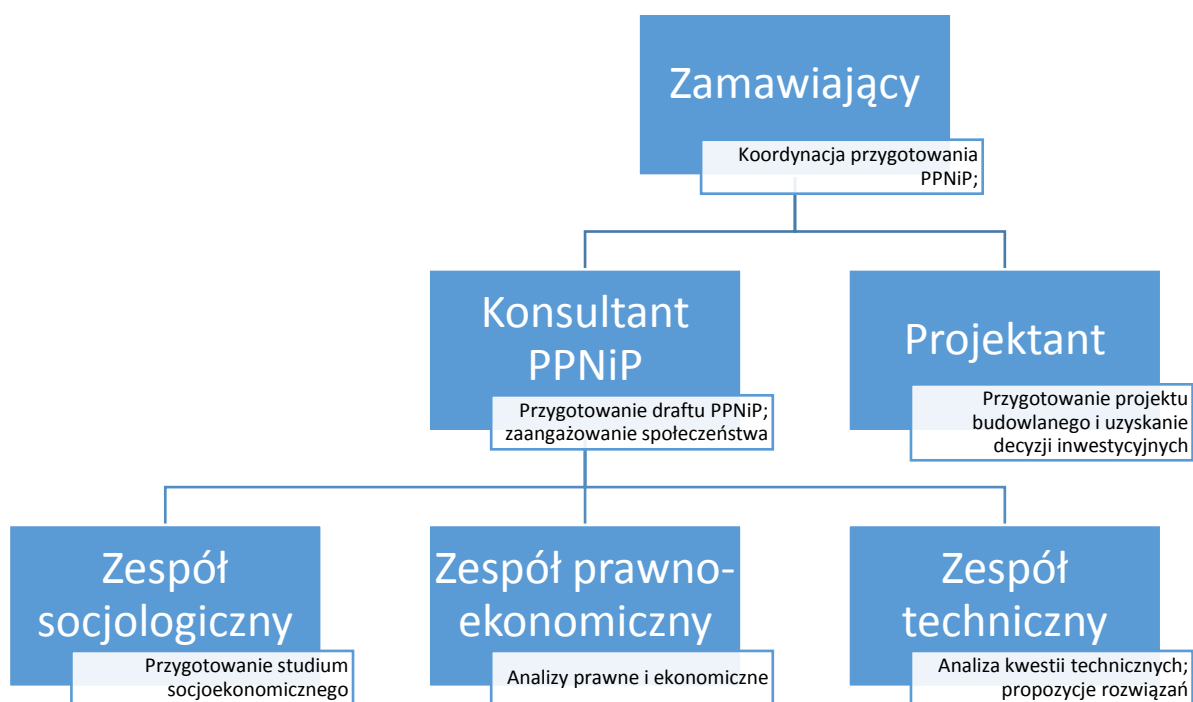 Zamawiający
Koordynacja przygotowania
PPNiP;
Konsultant
PPNiP
Przygotowanie draftu PPNiP;
zaangażowanie społeczeństwa
Projektant
Przygotowanie projektu
budowlanego i uzyskanie
decyzji inwestycyjnych
Zespół
socjologiczny
Przygotowanie studium
socjoekonomicznego
Zespół prawno-
ekonomiczny
Analizy prawne i ekonomiczne
Zespół
techniczny
Analiza kwestii technicznych;
propozycje rozwiązań